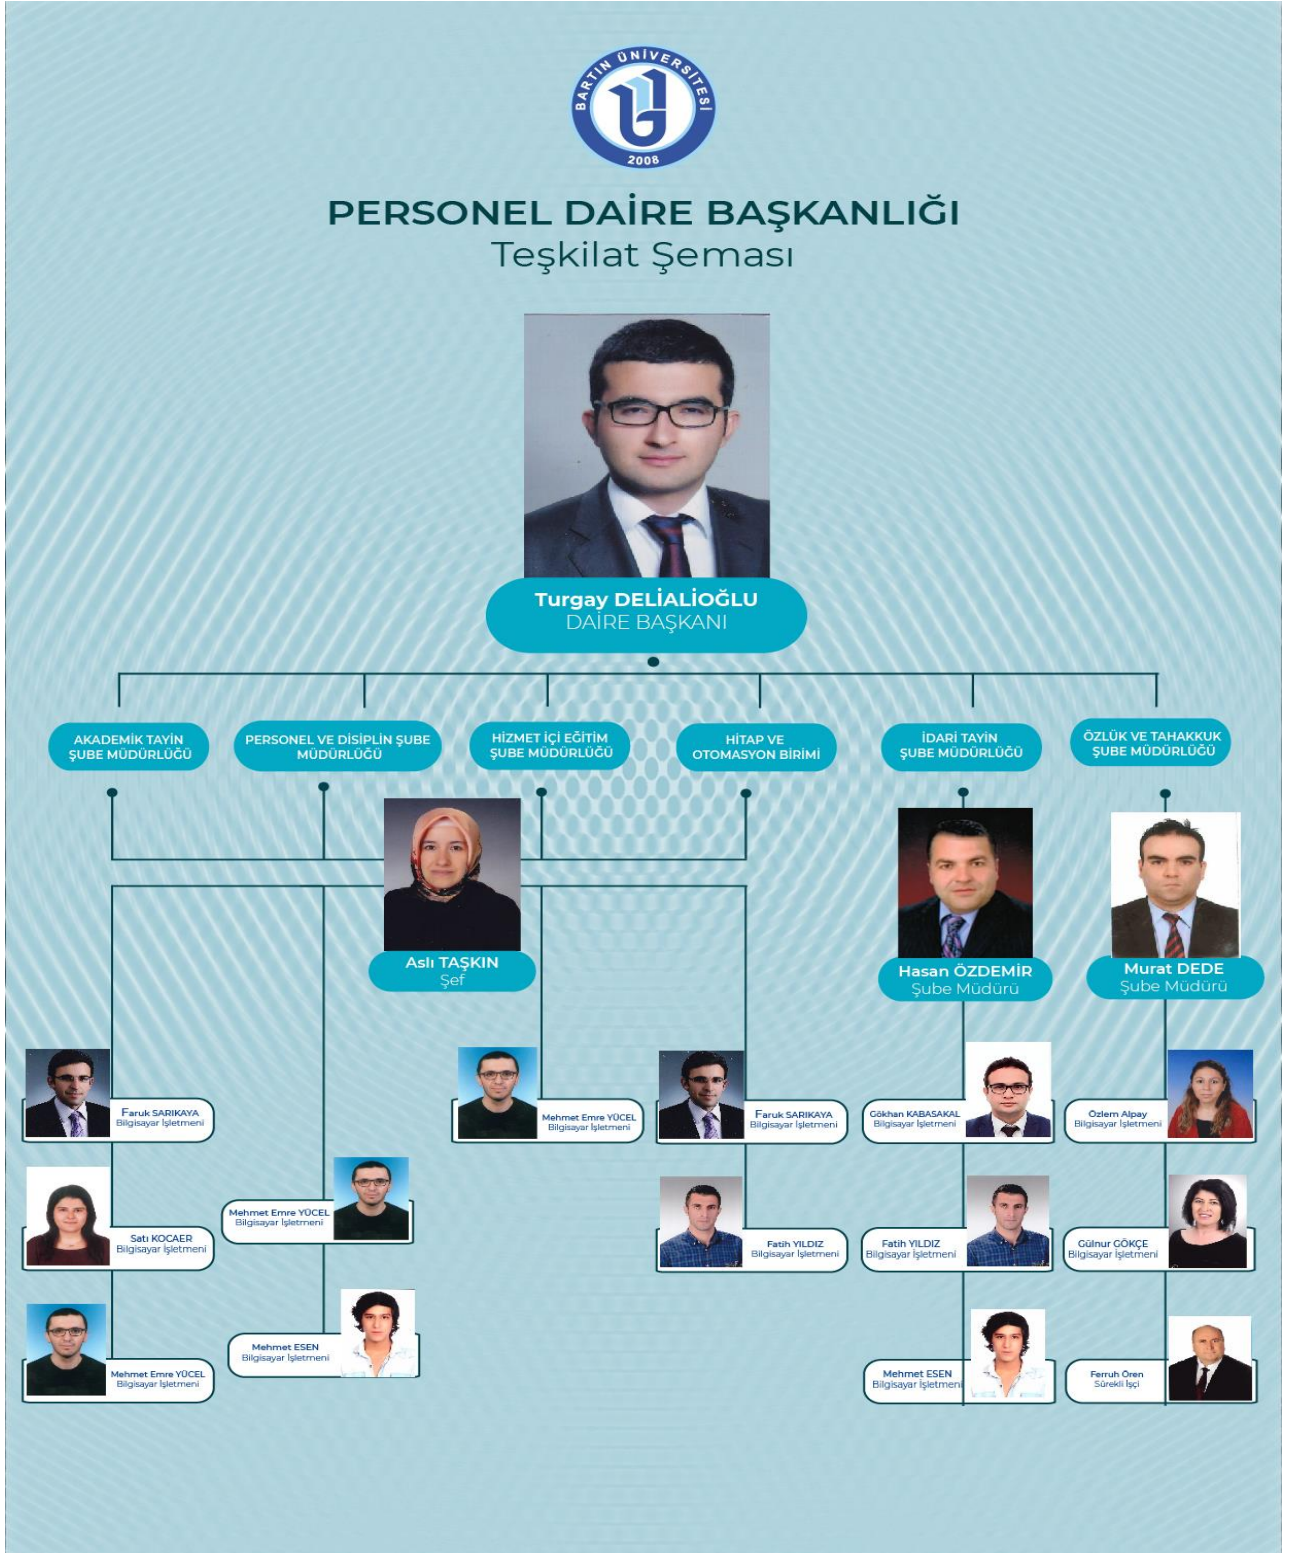 BARTIN ÜNİVERSİTESİ
2008
PERSONEL DAİRE BAŞKANLIĞI
Teşkilat Şeması
Turgay DELİALİOĞLU
DAİRE BAŞKANI
AKADEMİK TAYİN
ŞUBE MÜDÜRLÜĞÜ
PERSONEL VE DİSİPLİN ŞUBE
MÜDÜRLÜĞÜ
HİZMET İÇİ EĞİTİM
ŞUBE MÜDÜRLÜĞÜ
HİTAP VE
OTOMASYON BİRİMİ
İDARİ TAYİN
ŞUBE MÜDÜRLÜĞÜ
ÖZLÜK VE TAHAKKUK
ŞUBE MÜDÜRLÜĞÜ
Aslı TAŞKIN
Şef
Hasan ÖZDEMİR
Şube Müdürü
Murat DEDE
Şube Müdürü
Faruk SARIKAYA
Bilgisayar İşletmeni
Satı KOCAER
Bilgisayar İşletmeni
Mehmet Emre YÜCEL
Bilgisayar İşletmeni
Mehmet Emre YÜCEL
Bilgisayar İşletmeni
Mehmet ESEN
Bilgisayar İşletmeni
Mehmet Emre YÜCEL
Bilgisayar İşletmeni
Faruk SARIKAYA
Bilgisayar İşletmeni
Fatih YILDIZ
Bilgisayar İşletmeni
Gökhan KABASAKAL
Bilgisayar İşletmeni
Fatih YILDIZ
Bilgisayar İşletmeni
Mehmet ESEN
Bilgisayar İşletmeni
Özlem Alpay
Bilgisayar İşletmeni
Gülnur GÖKÇE
Bilgisayar İşletmeni
Ferruh Ören
Sürekli İşçi